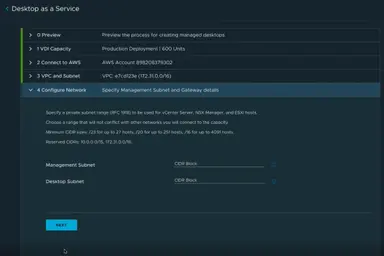 Desktop as a Service
0 Preview Preview the process for creating managed desktops
1 VDI Capacity Production Deployment | 600 Units
2 Connect to AWS AWS Account 898206379302
3 VPC and Subnet VPC: (172.31.0.0/16)
4 Configure Network Specify Management Subnet and Gateway details
Specify a private subnet range (RFC 1918) to be used for vCenter Server, NSX Manager, and ESXi hosts.
Choose a range that will not conflict with other networks you will connect to the capacity.
Minimum CIDR sizes: /23 for up to 27 hosts, /20 for up to 251 hosts, /16 for up to 4091 hosts.
Reserved CIDRs: 10.0.0.0/15, 172.31.0.0/16.
Management Subnet CIDR Block
Desktop Subnet CIDR Block
NEXT